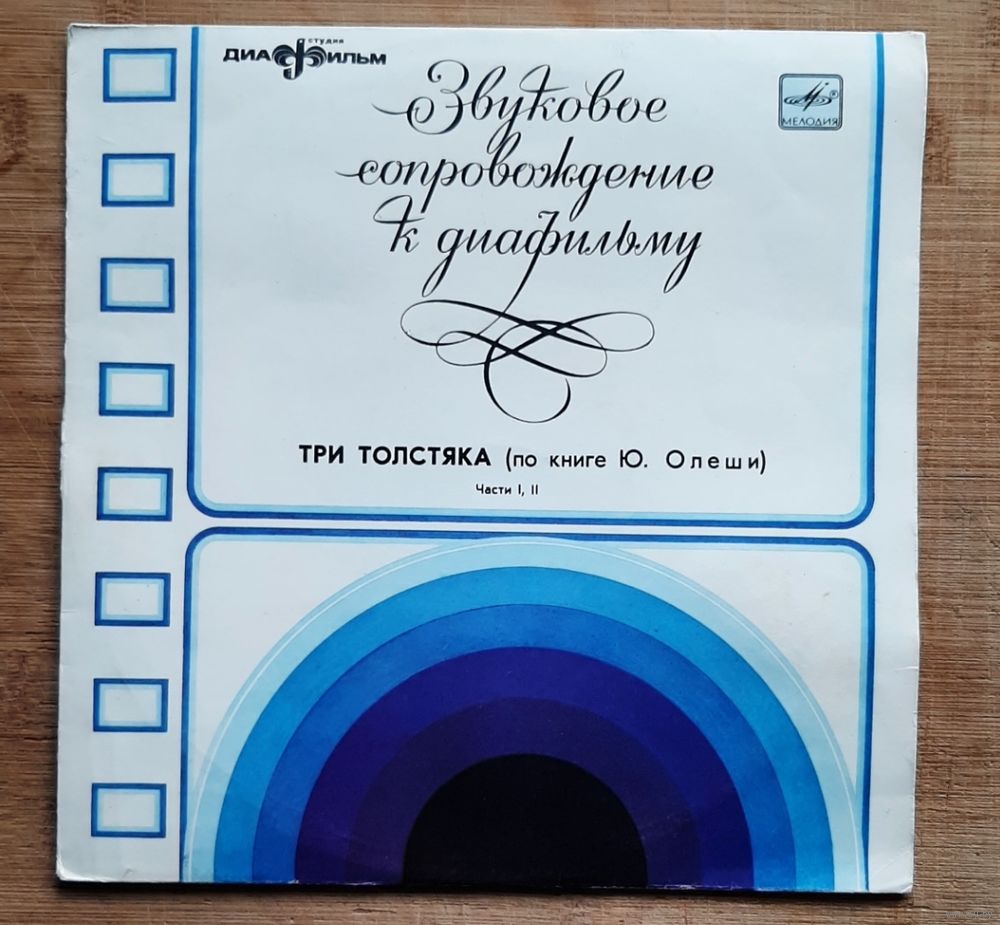 студия
ДИАФИЛЬМ
Звуковое
сопровождение
к диафильму
МЕЛОДИЯ
ТРИ ТОЛСТЯКА (по книге Ю. Олеши)
Части I, II